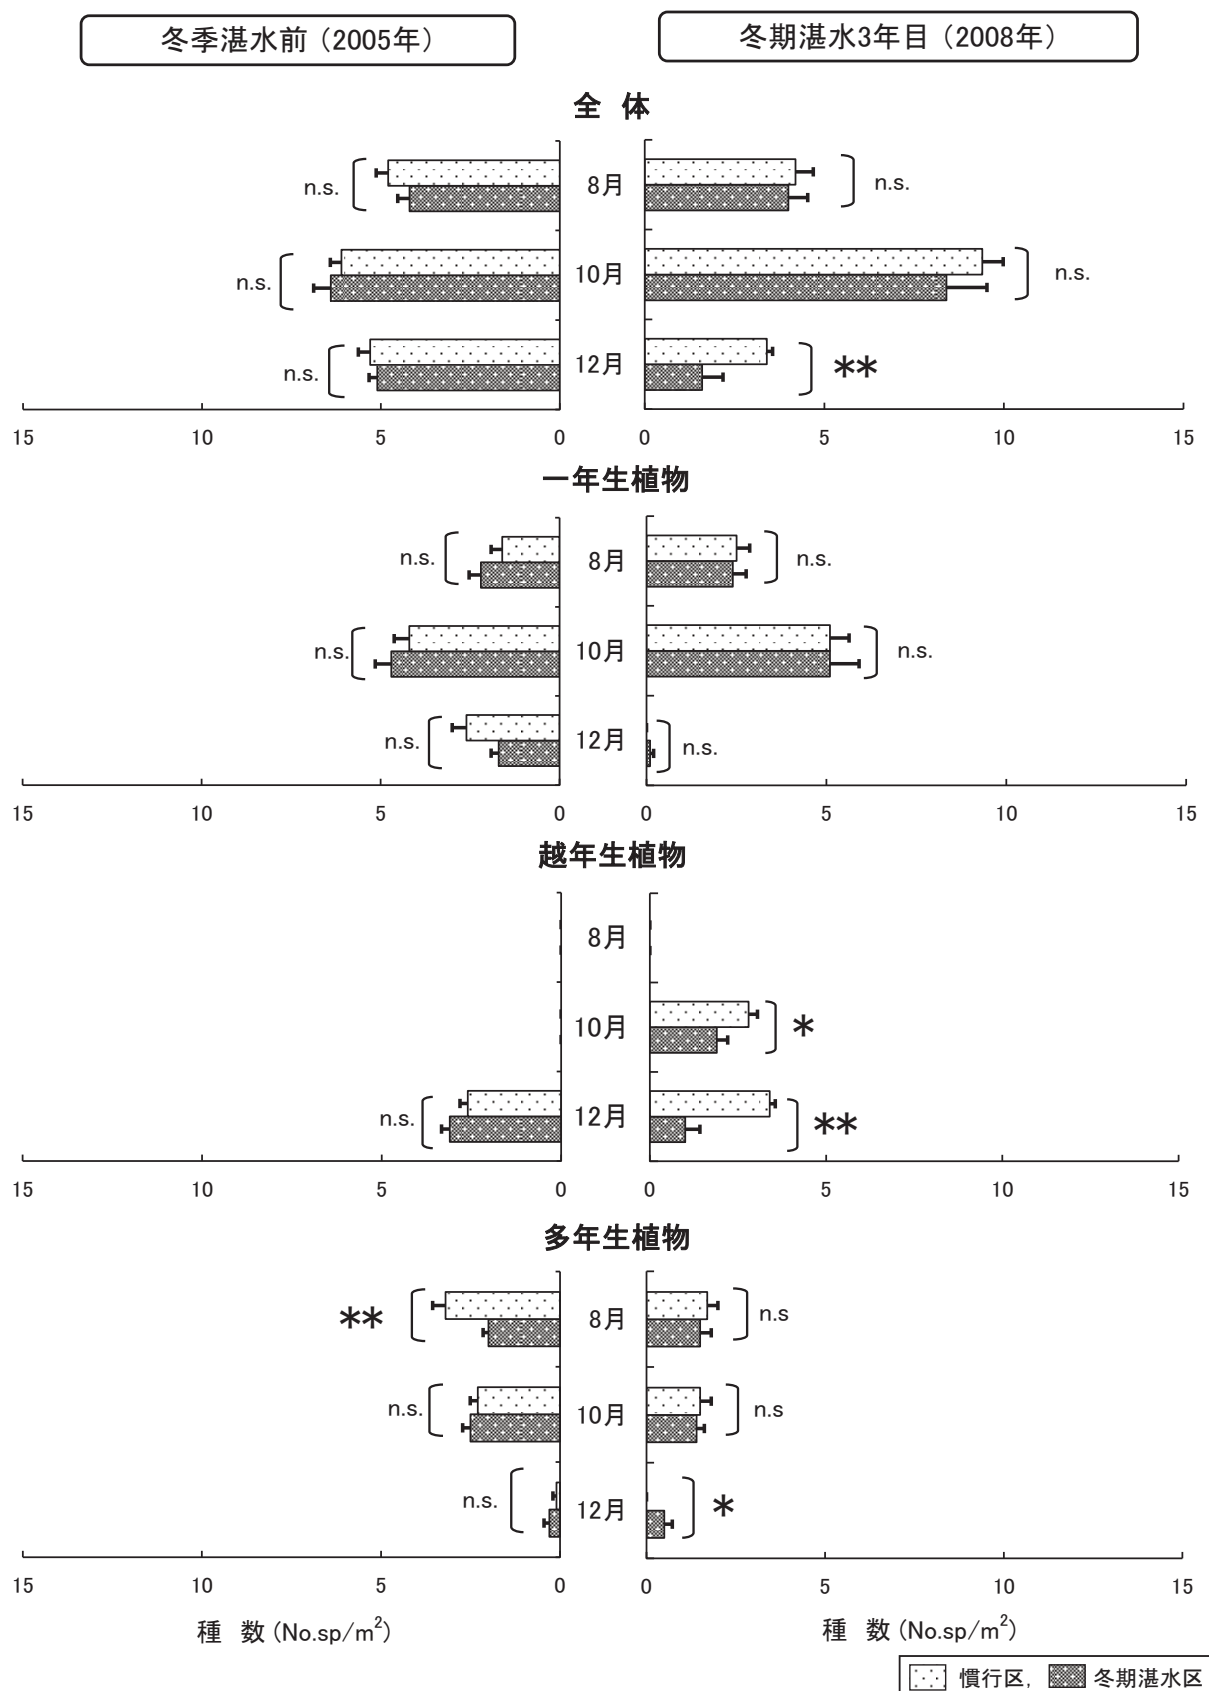 冬季湛水前（2005年） 冬期湛水3年目（2008年）
全 体
n.s. 8月 n.s.
n.s. 10月 n.s.
n.s. 12月 **
15 10 5 0 0 5 10 15
一年生植物
n.s. 8月 n.s.
n.s. 10月 n.s.
n.s. 12月 n.s.
15 10 5 0 0 5 10 15
越年生植物
8月
10月 *
n.s. 12月 **
15 10 5 0 0 5 10 15
多年生植物
** 8月 n.s
n.s. 10月 n.s
n.s. 12月 *
15 10 5 0 0 5 10 15
種 数 (No.sp/m²) 種 数 (No.sp/m²)
慣行区, 冬期湛水区